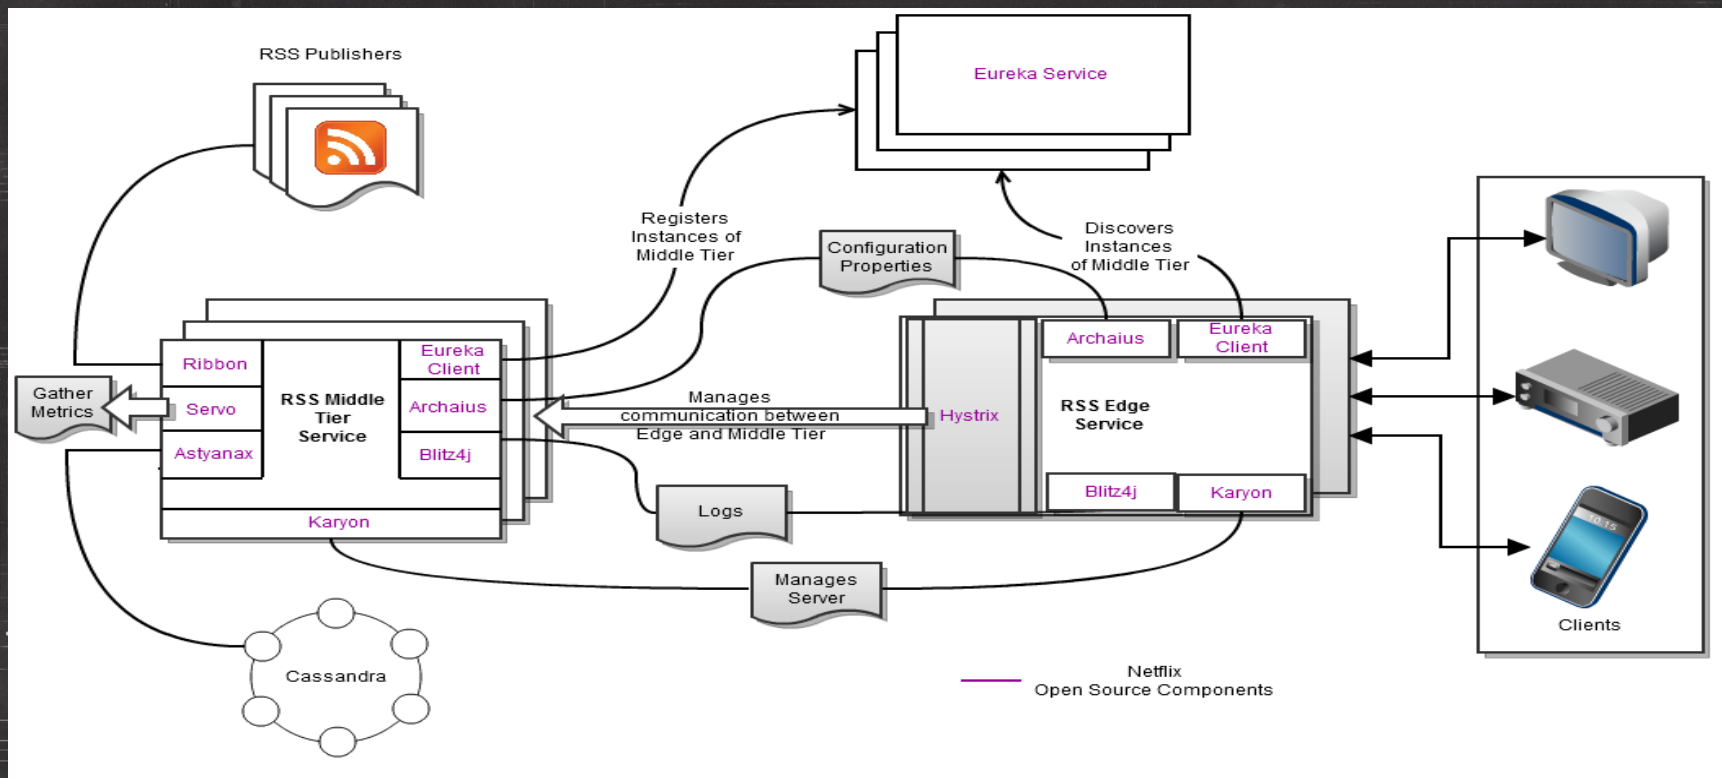 RSS Publishers
Eureka Service
Registers
Instances of
Middle Tier
Configuration
Properties
Discovers
Instances
of Middle Tier
Ribbon
Servo
Astyanax
RSS Middle
Tier
Service
Eureka
Client
Archaius
Blitz4j
Karyon
Gather
Metrics
Manages
communication between
Edge and Middle Tier
Hystrix
Archaius
Eureka
Client
RSS Edge
Service
Blitz4j
Karyon
Logs
Manages
Server
Cassandra
10:15
Clients
Netflix
Open Source Components